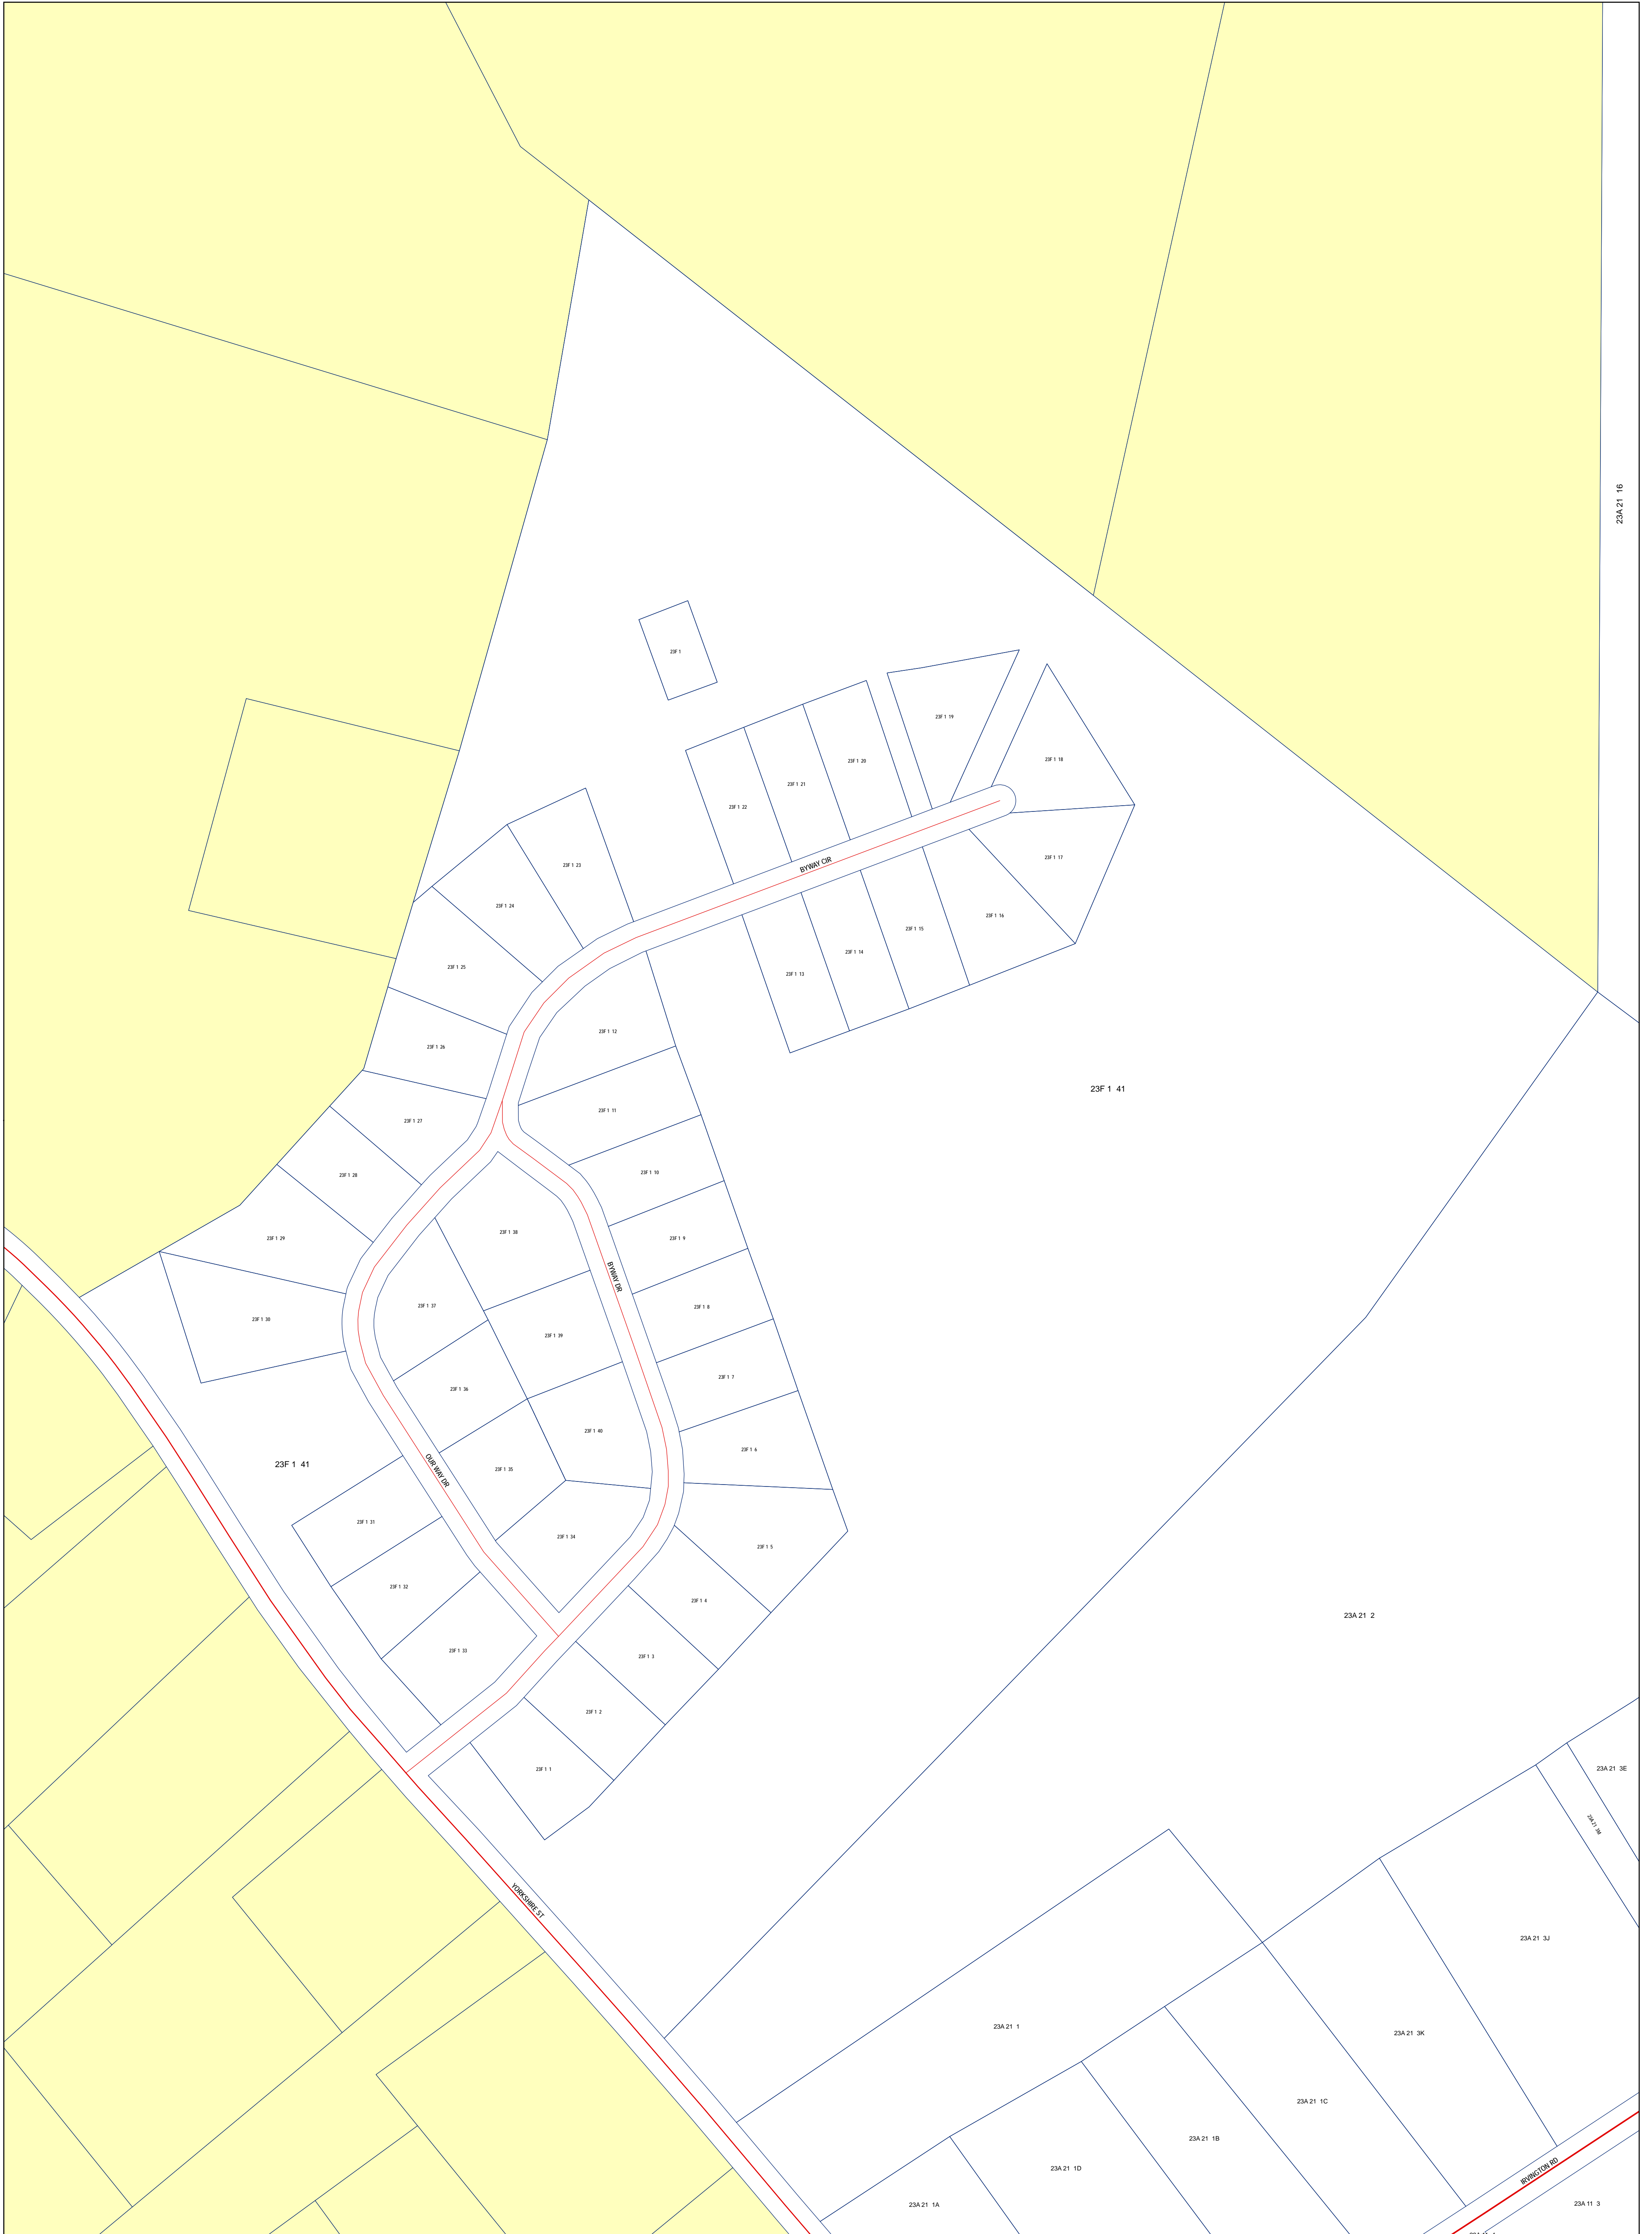 23A 21 16
23F 1
23F 1 19
23F 1 18
23F 1 20
23F 1 21
23F 1 22
BYWAY CIR
23F 1 17
23F 1 23
23F 1 24
23F 1 16
23F 1 15
23F 1 14
23F 1 13
23F 1 25
23F 1 12
23F 1 26
23F 1 41
23F 1 11
23F 1 27
23F 1 10
23F 1 28
23F 1 38
23F 1 9
23F 1 29
BYWAY DR
23F 1 37
23F 1 8
23F 1 30
23F 1 39
23F 1 7
23F 1 36
23F 1 40
23F 1 6
23F 1 41
OUR WAY DR
23F 1 35
23F 1 31
23F 1 34
23F 1 5
23F 1 32
23F 1 4
23A 21 2
23F 1 33
23F 1 3
23F 1 2
23F 1 1
23A 21 3E
23A 21 3M
YORKSHIRE ST
23A 21 3J
23A 21 1
23A 21 3K
23A 21 1C
23A 21 1B
23A 21 1D
IRVINGTON RD
23A 21 1A
23A 11 3